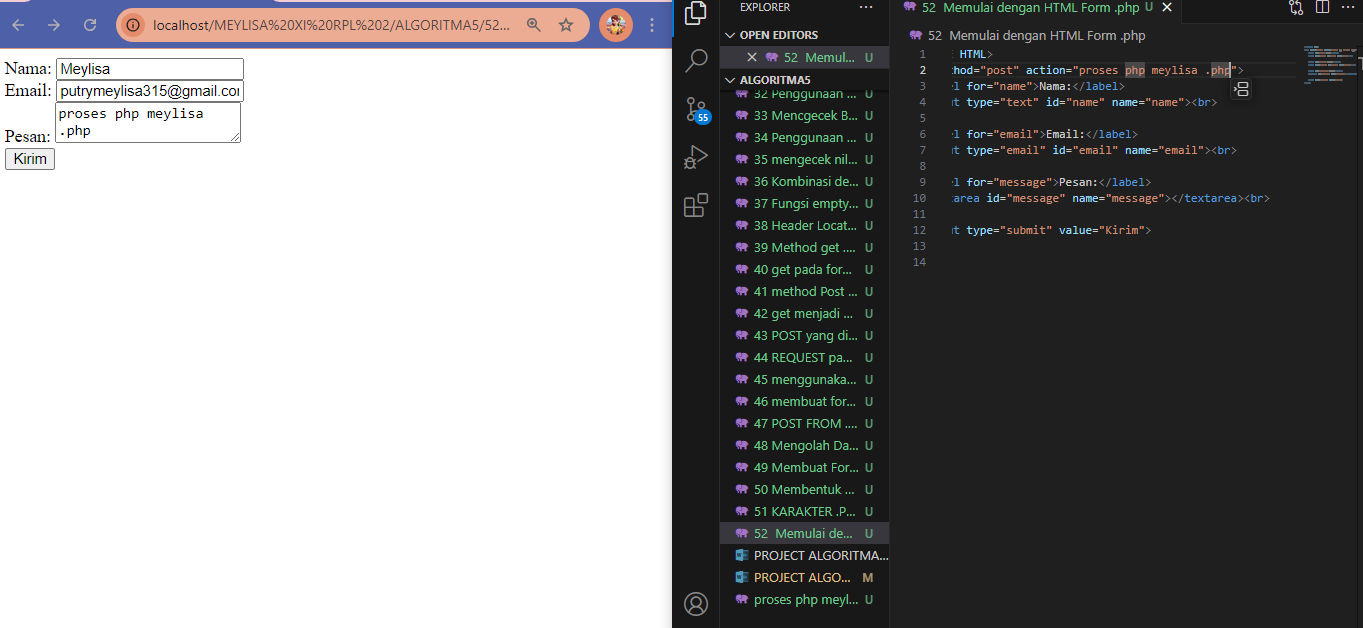 localhost/MEYLISA%20XI%20RPL%202/ALGORITMA5/52...
Nama: Meylisa
Email: putrymeylisa315@gmail.co
Pesan: proses php meylisa
.php
Kirim
EXPLORER
OPEN EDITORS
52 Memul... U
ALGORITMA5
32 Penggunaan ... U
33 Mencgecek B... U
34 Penggunaan ... U
35 mengecek nil... U
36 Kombinasi de... U
37 Fungsi empty... U
38 Header Locat... U
39 Method get .... U
40 get pada for... U
41 method Post ... U
42 get menjadi ... U
43 POST yang di... U
44 REQUEST pa... U
45 menggunaka... U
46 membuat for... U
47 POST FROM .... U
48 Mengolah Da... U
49 Membuat For... U
50 Membentuk ... U
51 KARAKTER .P... U
52 Memulai de... U
PROJECT ALGORITMA...
PROJECT ALGO... M
proses php meyl... U
55
52 Memulai dengan HTML Form .php U
52 Memulai dengan HTML Form .php
1 HTML>
2 hod="post" action="proses php meylisa .php">
3 l for="name">Nama:</label>
4 t type="text" id="name" name="name"><br>
5
6 l for="email">Email:</label>
7 t type="email" id="email" name="email"><br>
8
9 l for="message">Pesan:</label>
10 area id="message" name="message"></textarea><br>
11
12 t type="submit" value="Kirim">
13
14